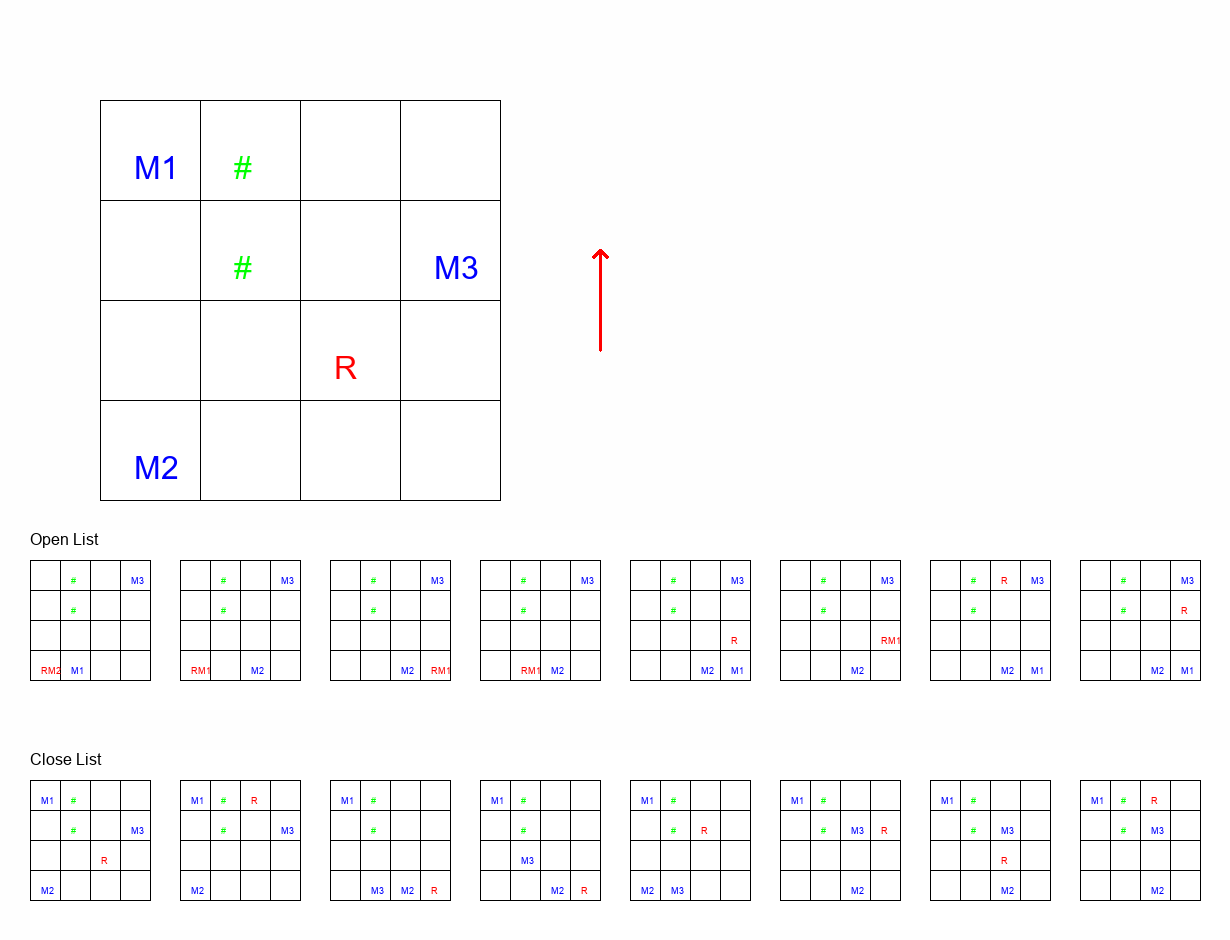 M1 #
# M3
R
M2
Open List
# M3 # M3 # M3 # M3 # M3 # M3 # R M3 # M3
# # # # # # # # R
R RM1
RM2 M1 RM1 M2 M2 RM1 RM1 M2 M2 M1 M2 M2 M1 M2 M1
Close List
M1 # M1 # R M1 # M1 # M1 # M1 # M1 # M1 # R
# M3 # M3 # # # R # M3 R # M3 # M3
R M3 R
M2 M2 M3 M2 R M2 R M2 M3 M2 M2 M2